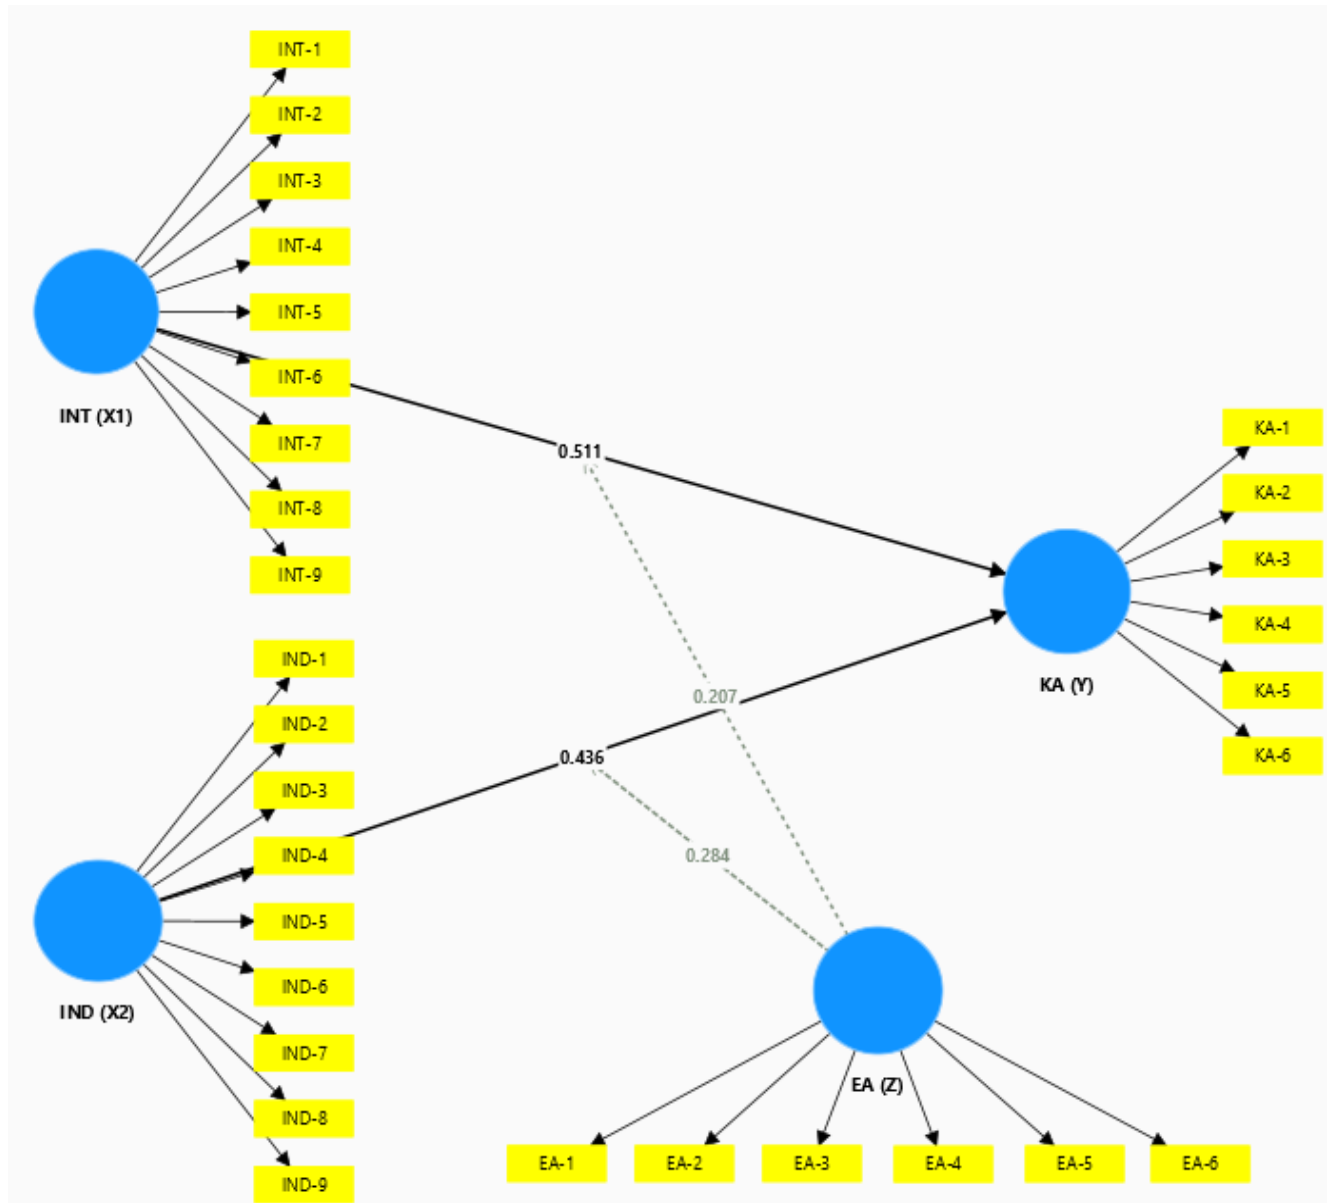 INT-1
INT-2
INT-3
INT-4
INT-5
INT-6
INT-7
INT-8
INT-9
INT (X1)
0.511
KA-1
KA-2
KA-3
KA-4
KA-5
KA-6
KA (Y)
IND-1
IND-2
IND-3
IND-4
IND-5
IND-6
IND-7
IND-8
IND-9
IND (X2)
0.207
0.436
0.284
EA (Z)
EA-1
EA-2
EA-3
EA-4
EA-5
EA-6